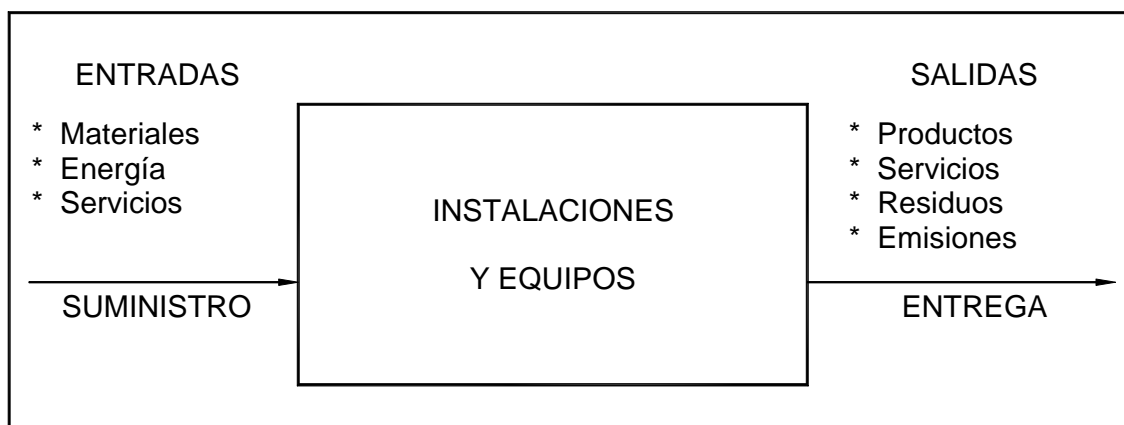 ENTRADAS
* Materiales
* Energía
* Servicios
SUMINISTRO
INSTALACIONES
Y EQUIPOS
SALIDAS
* Productos
* Servicios
* Residuos
* Emisiones
ENTREGA